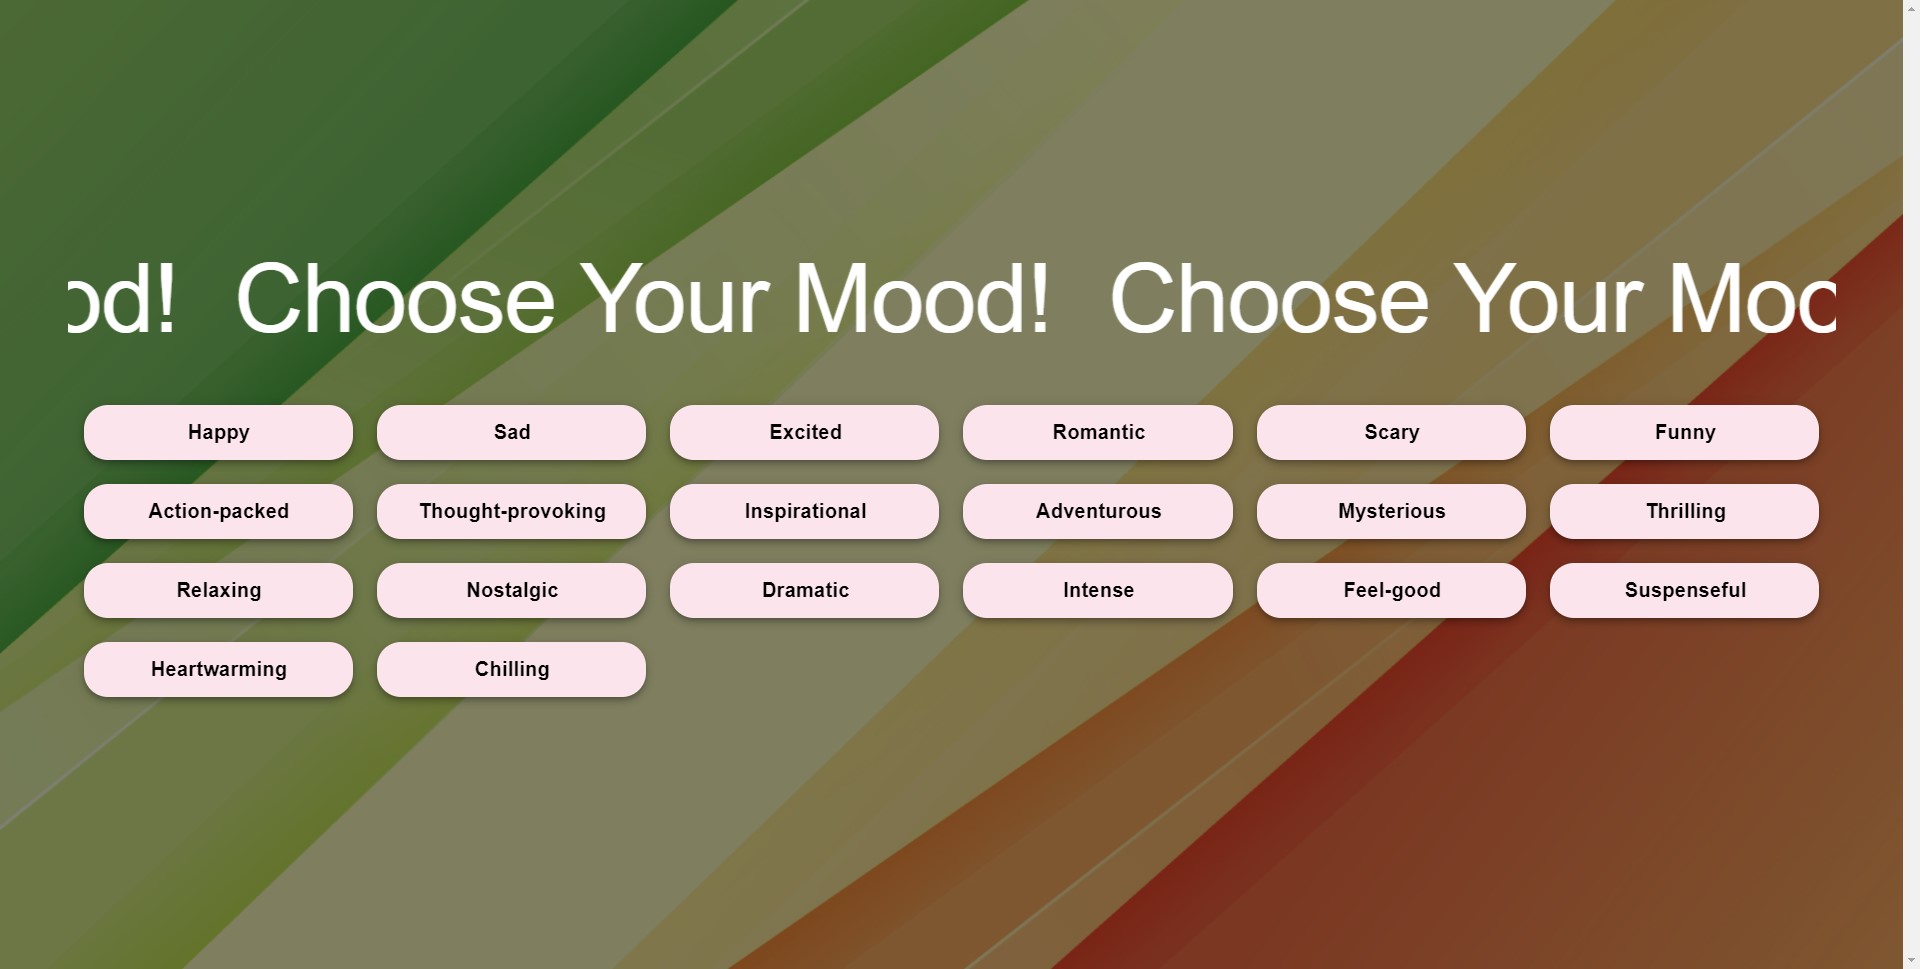 od! Choose Your Mood! Choose Your Moo
Happy Sad Excited Romantic Scary Funny
Action-packed Thought-provoking Inspirational Adventurous Mysterious Thrilling
Relaxing Nostalgic Dramatic Intense Feel-good Suspenseful
Heartwarming Chilling